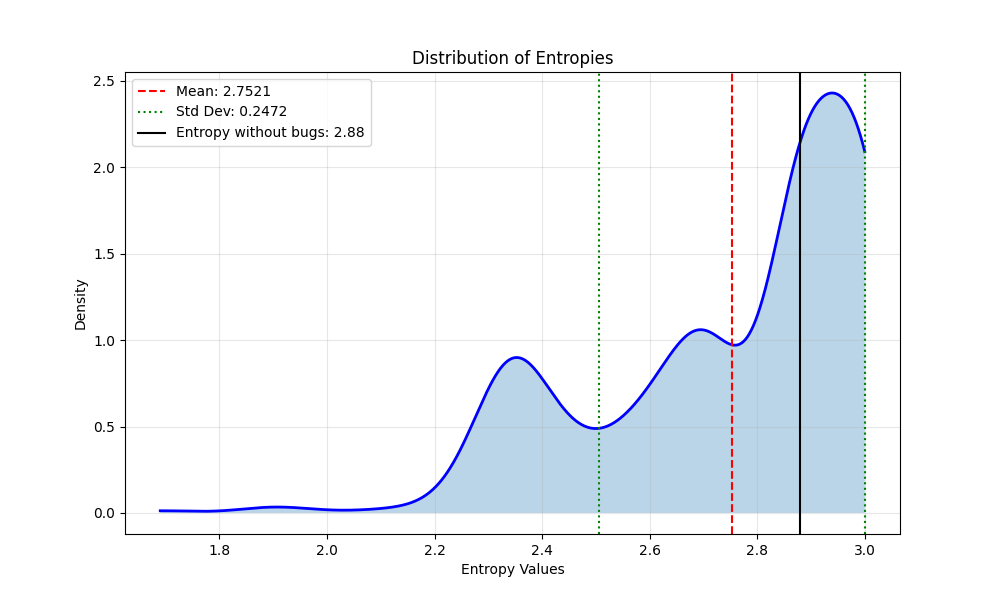 Distribution of Entropies
Mean: 2.7521
Std Dev: 0.2472
Entropy without bugs: 2.88
Density
2.5
2.0
1.5
1.0
0.5
0.0
1.8 2.0 2.2 2.4 2.6 2.8 3.0
Entropy Values